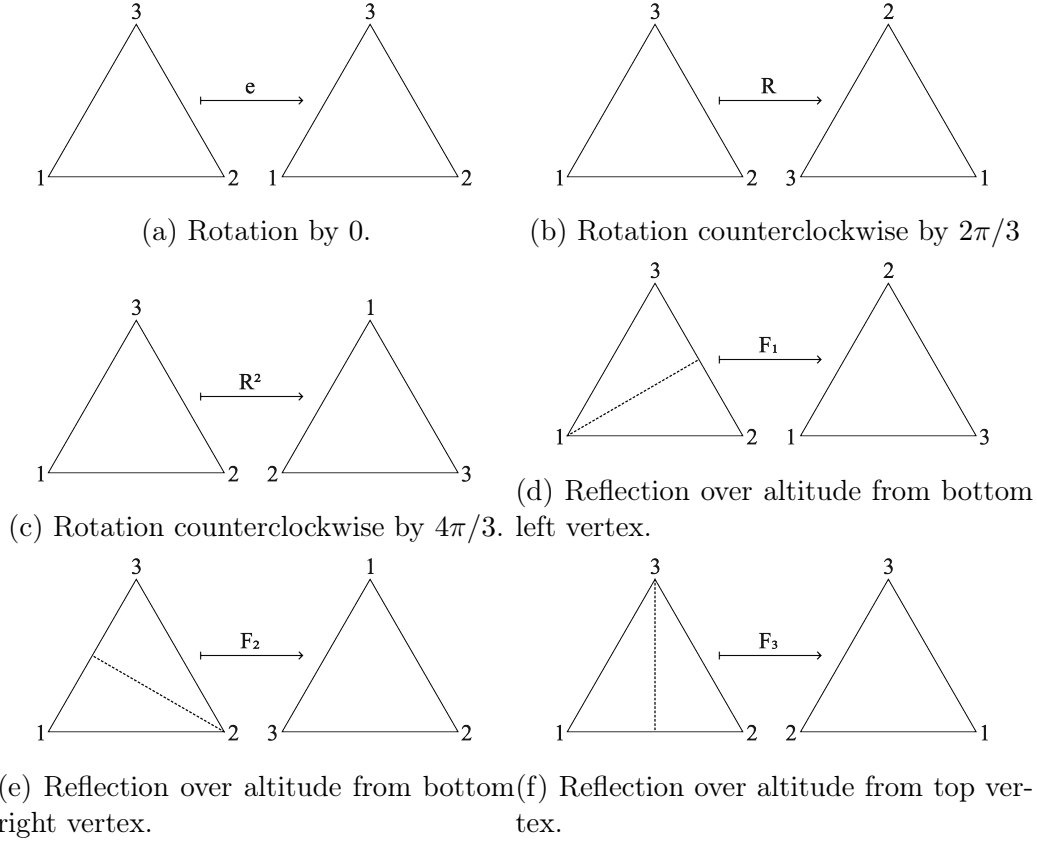 3 3
e
1 2 1 2
(a) Rotation by 0.
3 2
R
1 2 3 1
(b) Rotation counterclockwise by 2π/3
3 1
R²
1 2 2 3
(c) Rotation counterclockwise by 4π/3.
3 2
F₁
1 2 1 3
(d) Reflection over altitude from bottom
left vertex.
3 1
F₂
1 2 3 2
(e) Reflection over altitude from bottom
right vertex.
3 3
F₃
1 2 2 1
(f) Reflection over altitude from top ver-
tex.